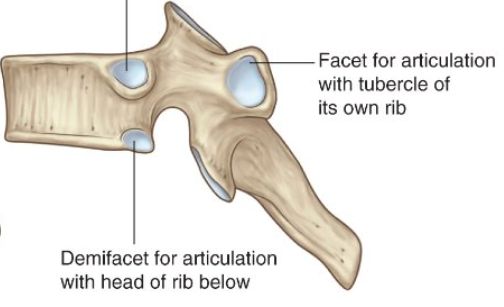 Facet for articulation
with tubercle of
its own rib
Demifacet for articulation
with head of rib below